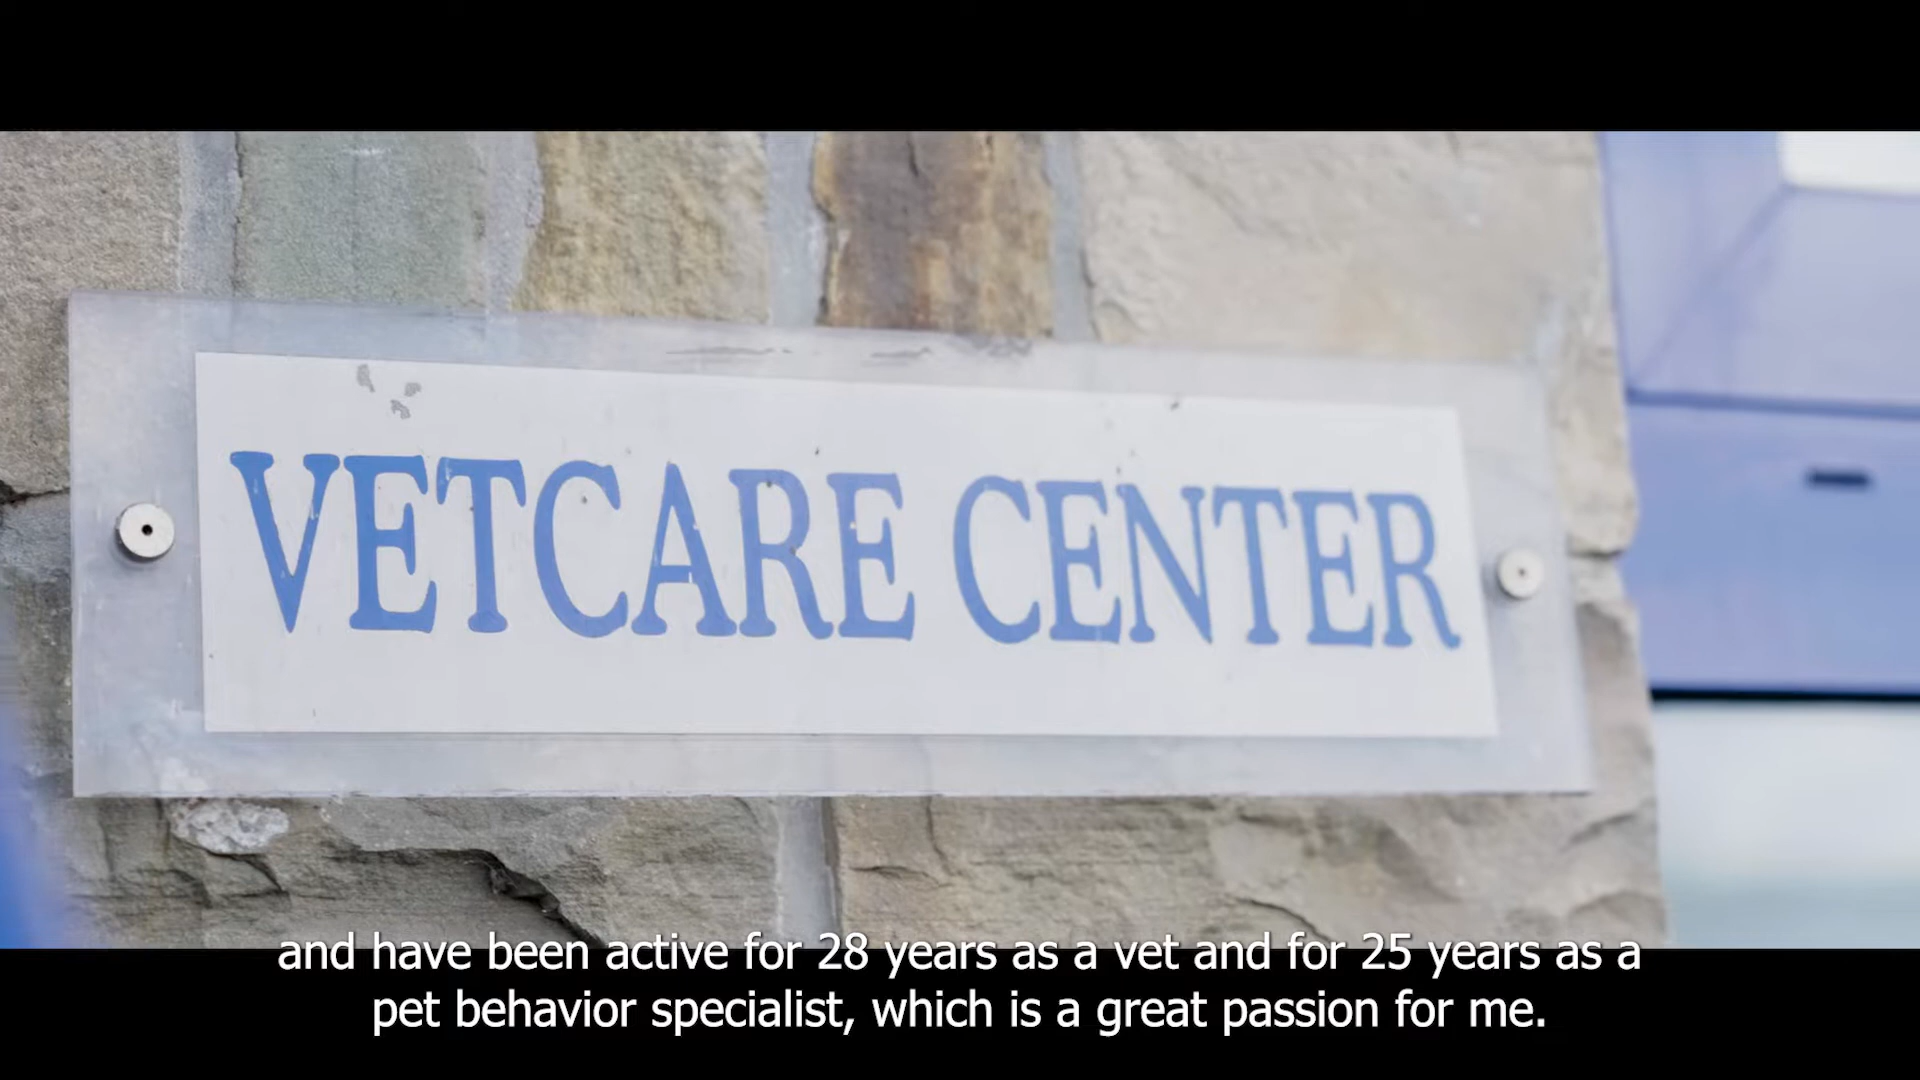 VETCARE CENTER
and have been active for 28 years as a vet and for 25 years as a
pet behavior specialist, which is a great passion for me.